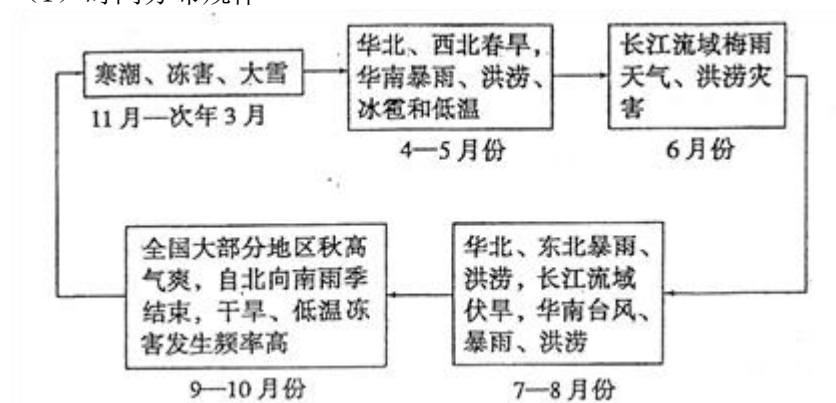 寒潮、冻害、大雪
11月—次年3月
华北、西北春旱,
华南暴雨、洪涝、
冰雹和低温
4—5月份
长江流域梅雨
天气、洪涝灾
害
6月份
华北、东北暴雨、
洪涝,长江流域
伏旱,华南台风、
暴雨、洪涝
7—8月份
全国大部分地区秋高
气爽,自北向南雨季
结束,干旱、低温冻
害发生频率高
9—10月份